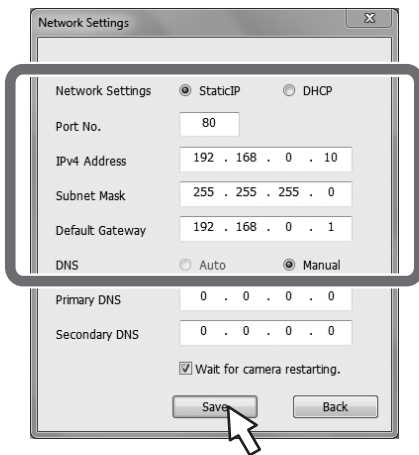 Network Settings
Network Settings StaticIP DHCP
Port No. 80
IPv4 Address 192 . 168 . 0 . 10
Subnet Mask 255 . 255 . 255 . 0
Default Gateway 192 . 168 . 0 . 1
DNS Auto Manual
Primary DNS 0 . 0 . 0 . 0
Secondary DNS 0 . 0 . 0 . 0
Wait for camera restarting.
Save Back